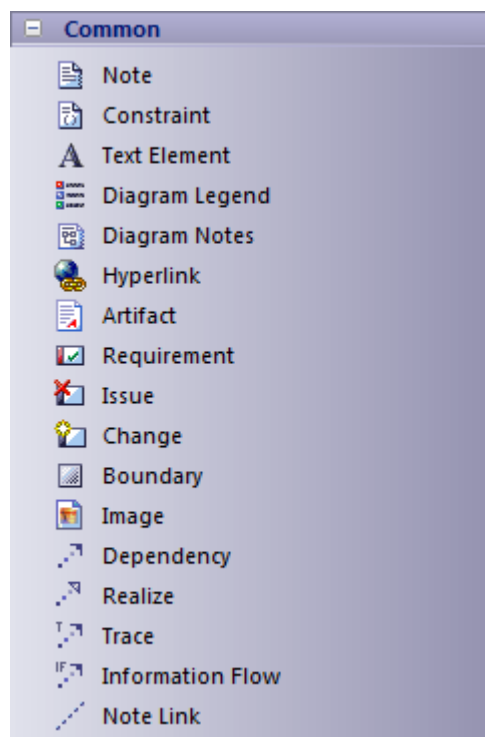 Common
Note
Constraint
Text Element
Diagram Legend
Diagram Notes
Hyperlink
Artifact
Requirement
Issue
Change
Boundary
Image
Dependency
Realize
T Trace
IF Information Flow
Note Link